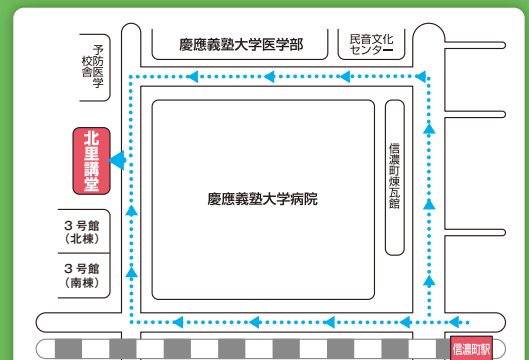 慶應義塾大学医学部
民音文化
センター
予防医学
校舎
北里講堂
信濃町煉瓦館
慶應義塾大学病院
3号館
（北棟）
3号館
（南棟）
信濃町駅